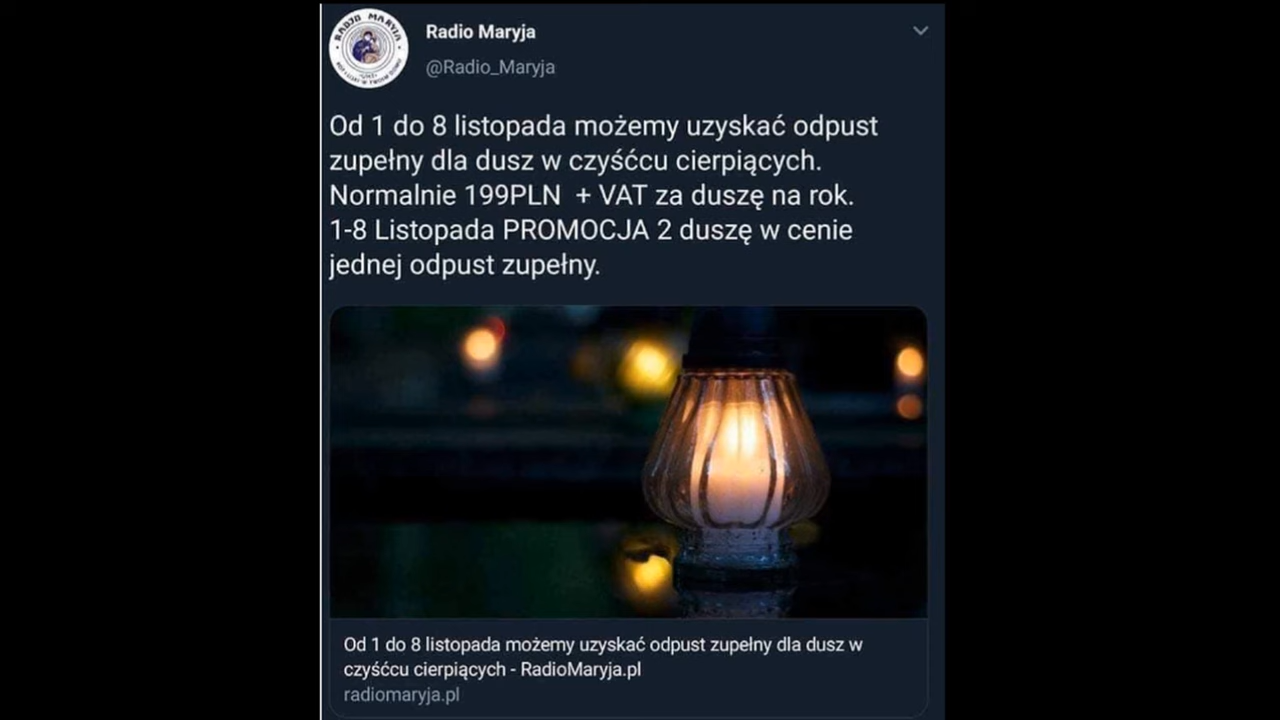 RADIO MARYJA
Radio Maryja
@Radio_Maryja
Od 1 do 8 listopada możemy uzyskać odpust
zupełny dla dusz w czyśćcu cierpiących.
Normalnie 199PLN + VAT za duszę na rok.
1-8 Listopada PROMOCJA 2 duszę w cenie
jednej odpust zupełny.
Od 1 do 8 listopada możemy uzyskać odpust zupełny dla dusz w
czyśćcu cierpiących - RadioMaryja.pl
radiomaryja.pl